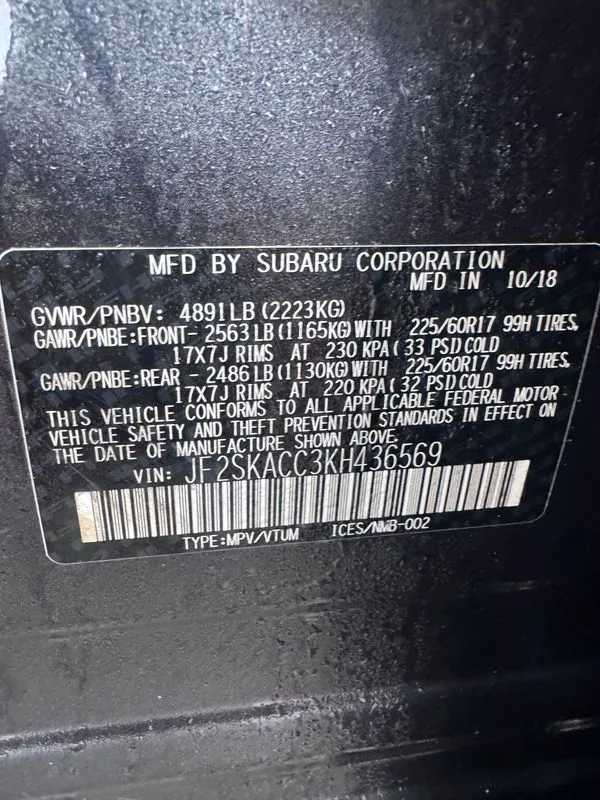 MFD BY SUBARU CORPORATION
MFD IN 10/18
GVWR/PNBV: 4891LB (2223KG)
GAWR/PNBE:FRONT- 2563LB (1165KG) WITH 225/60R17 99H TIRES,
17X7J RIMS AT 230 KPA ( 33 PSI) COLD
GAWR/PNBE:REAR - 2486LB (1130KG) WITH 225/60R17 99H TIRES,
17X7J RIMS AT 220 KPA ( 32 PSI) COLD
THIS VEHICLE CONFORMS TO ALL APPLICABLE FEDERAL MOTOR
VEHICLE SAFETY AND THEFT PREVENTION STANDARDS IN EFFECT ON
THE DATE OF MANUFACTURE SHOWN ABOVE.
VIN: JF2SKACC3KH436569
TYPE:MPV/VTUM ICES/NMB-002